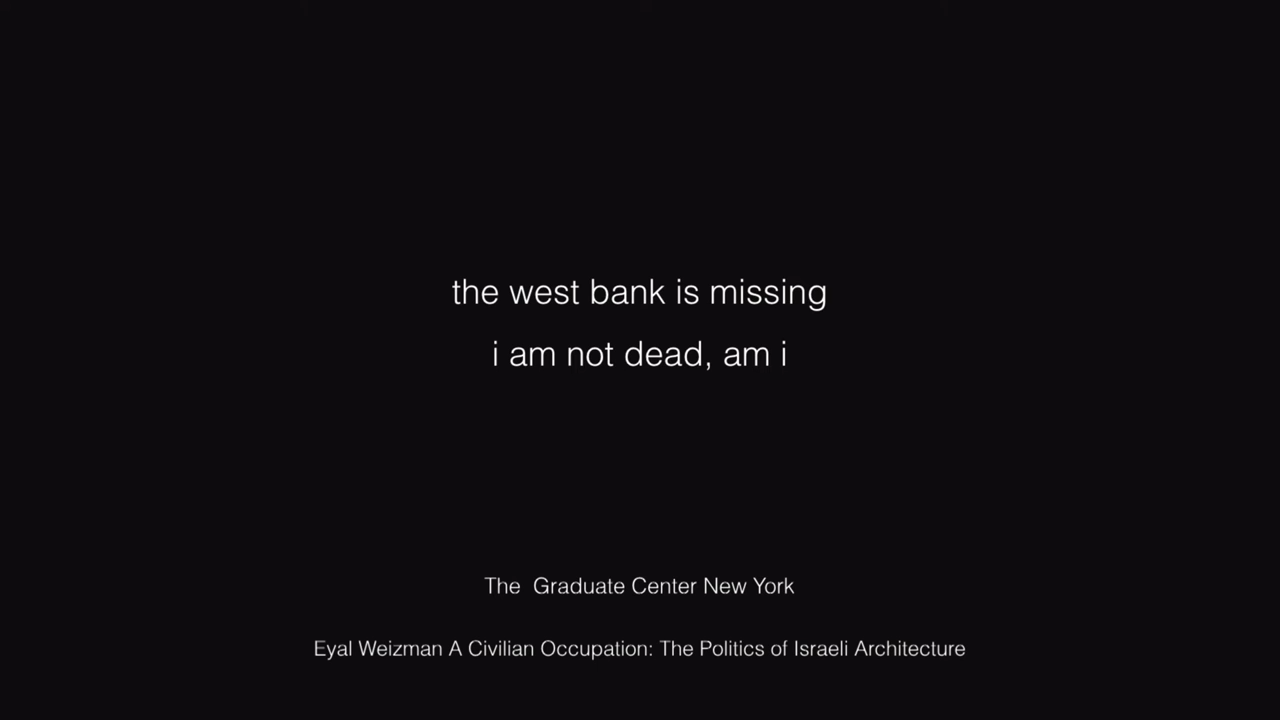 the west bank is missing
i am not dead, am i
The  Graduate Center New York
Eyal Weizman A Civilian Occupation: The Politics of Israeli Architecture